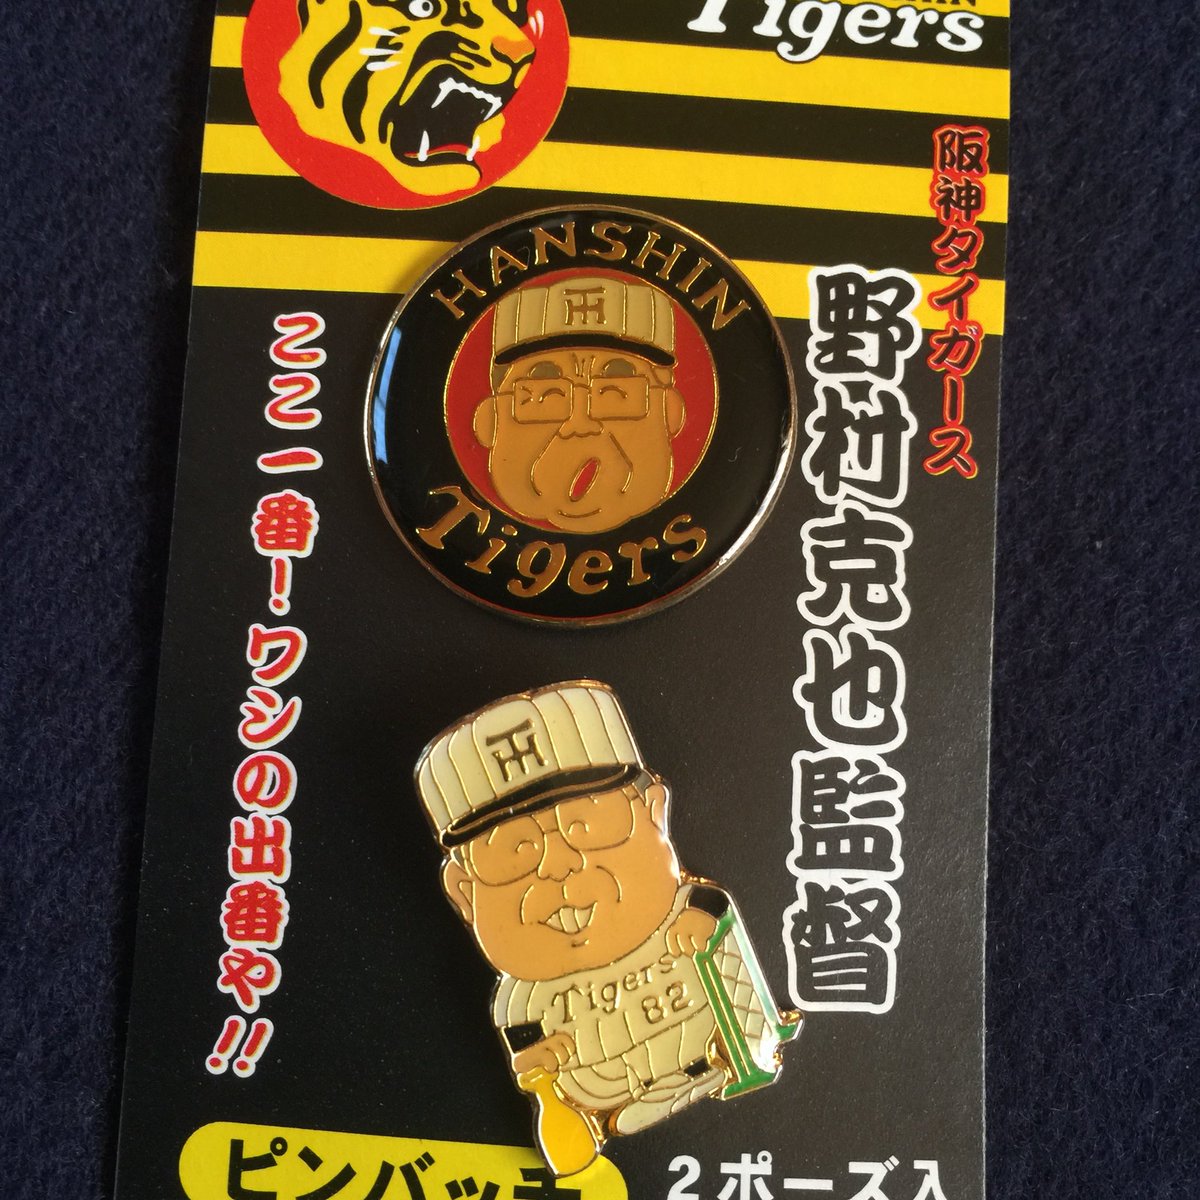 Tigers
阪神タイガース
野村克也監督
ここ一番!ワシの出番や!!
HANSHIN
TH
Tigers
TH
Tigers
82
ピンバッチ
2ポーズ入